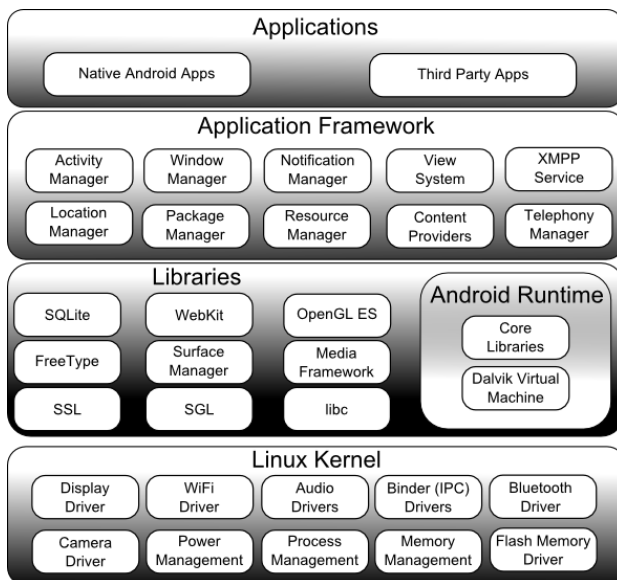 Applications
Native Android Apps
Third Party Apps
Application Framework
Activity
Manager
Window
Manager
Notification
Manager
View
System
XMPP
Service
Location
Manager
Package
Manager
Resource
Manager
Content
Providers
Telephony
Manager
Libraries
SQLite
WebKit
OpenGL ES
FreeType
Surface
Manager
Media
Framework
SSL
SGL
libc
Android Runtime
Core
Libraries
Dalvik Virtual
Machine
Linux Kernel
Display
Driver
WiFi
Driver
Audio
Drivers
Binder (IPC)
Drivers
Bluetooth
Driver
Camera
Driver
Power
Management
Process
Management
Memory
Management
Flash Memory
Driver